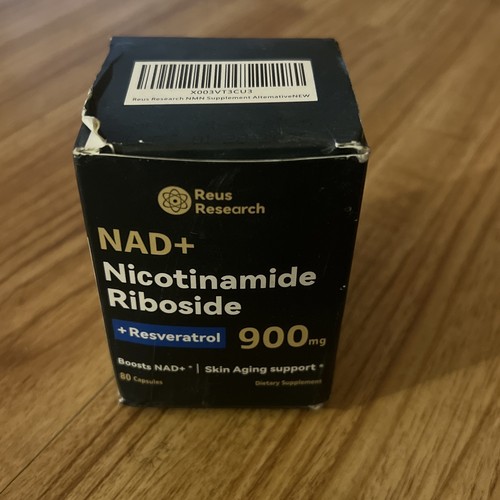 X003VT3CU3
Reus Research NMN Supplement AlternativeNEW
Reus
Research
NAD+
Nicotinamide
Riboside
+Resveratrol 900mg
Boosts NAD+* | Skin Aging support*
80 Capsules Dietary Supplement